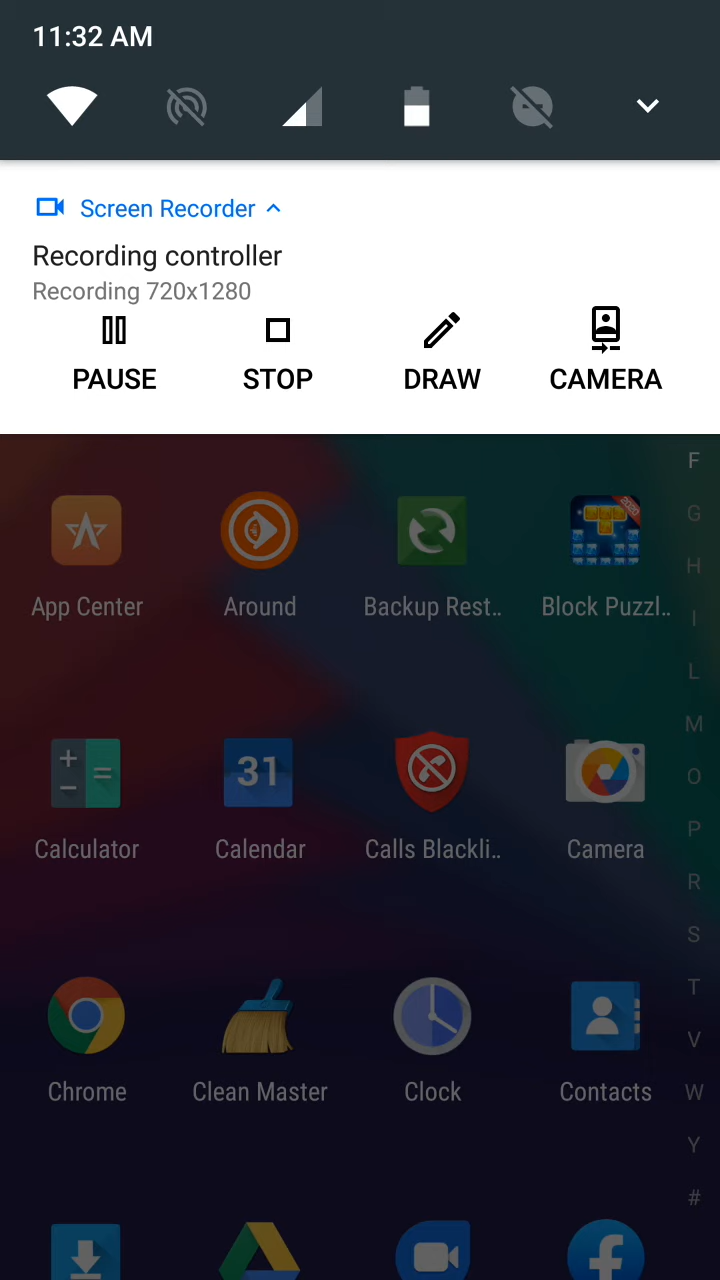 11:32 AM
Screen Recorder
Recording controller
Recording 720x1280
PAUSE STOP DRAW CAMERA
F
G
H
I
L
M
O
P
R
S
T
V
W
Y
#
App Center Around Backup Rest.. Block Puzzl..
2020
Calculator Calendar Calls Blackli.. Camera
31
Chrome Clean Master Clock Contacts